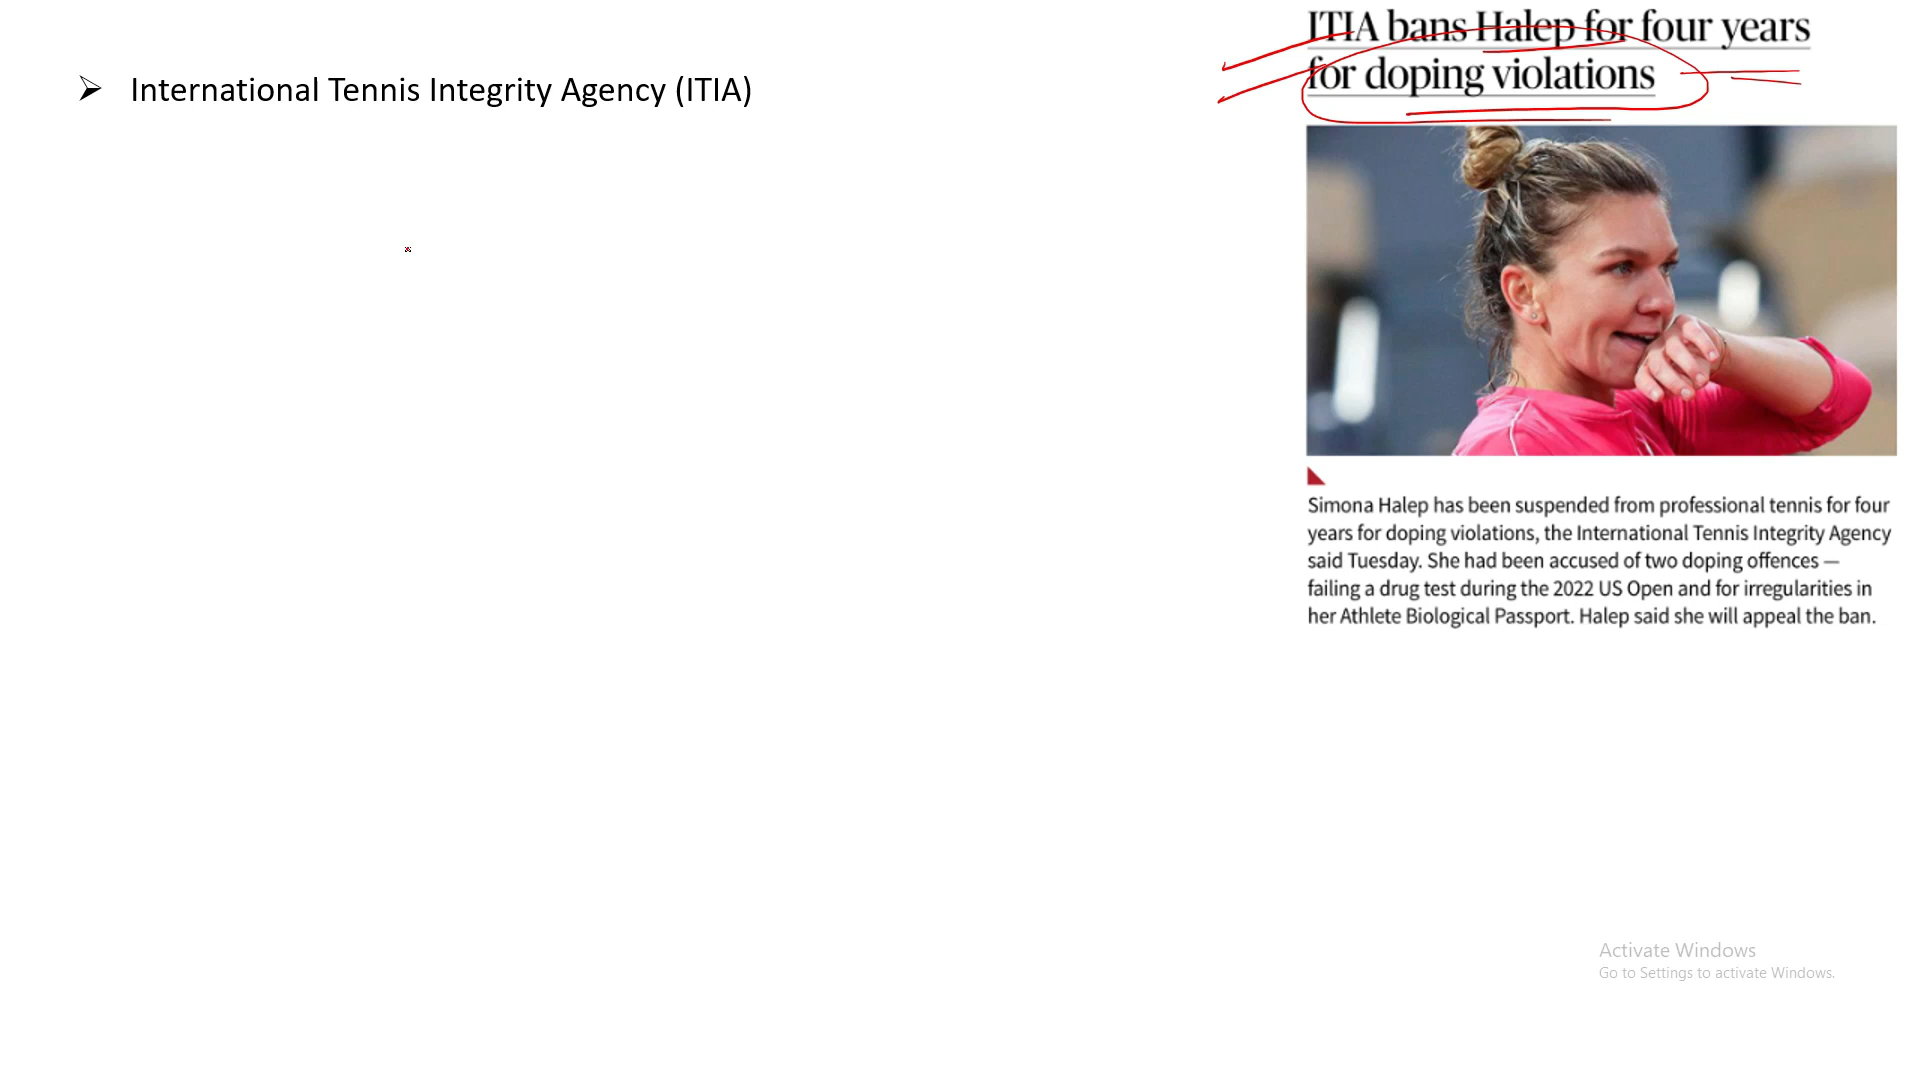 International Tennis Integrity Agency (ITIA)
ITIA bans Halep for four years
for doping violations
Simona Halep has been suspended from professional tennis for four
years for doping violations, the International Tennis Integrity Agency
said Tuesday. She had been accused of two doping offences —
failing a drug test during the 2022 US Open and for irregularities in
her Athlete Biological Passport. Halep said she will appeal the ban.
Activate Windows
Go to Settings to activate Windows.